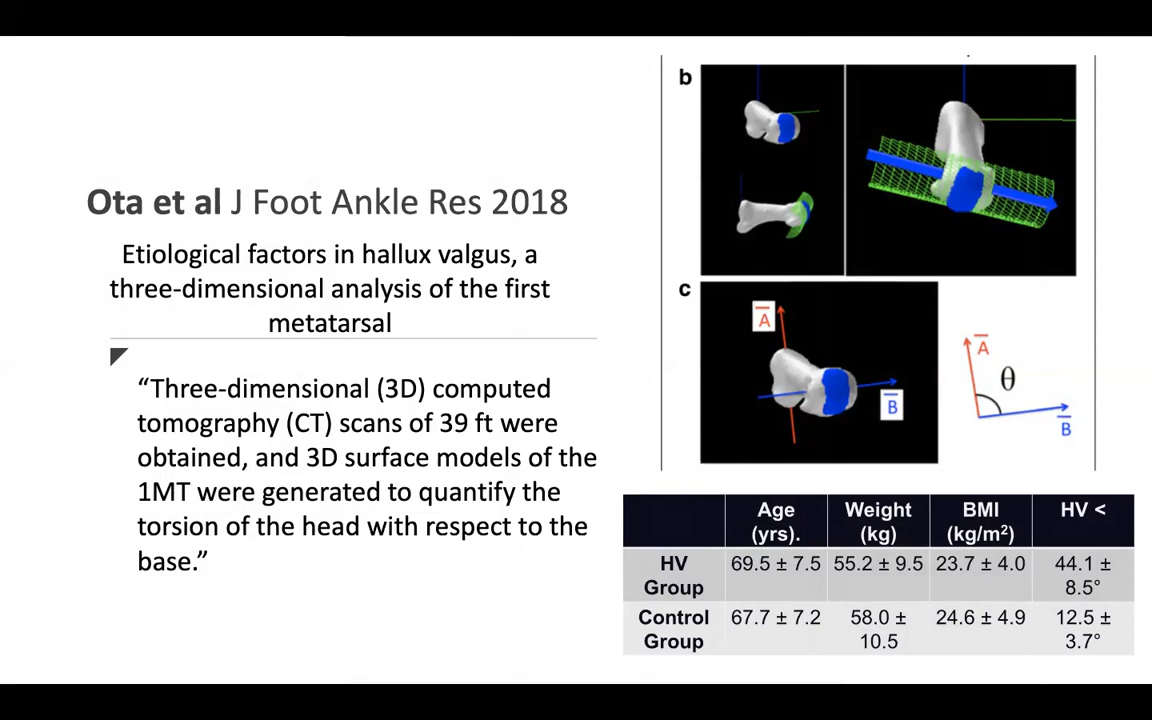 Ota et al J Foot Ankle Res 2018
Etiological factors in hallux valgus, a
three-dimensional analysis of the first
metatarsal
“Three-dimensional (3D) computed
tomography (CT) scans of 39 ft were
obtained, and 3D surface models of the
1MT were generated to quantify the
torsion of the head with respect to the
base.”
b
c
A
B
A
θ
B
Age (yrs). Weight (kg) BMI (kg/m²) HV <
HV Group 69.5 ± 7.5 55.2 ± 9.5 23.7 ± 4.0 44.1 ± 8.5°
Control Group 67.7 ± 7.2 58.0 ± 10.5 24.6 ± 4.9 12.5 ± 3.7°